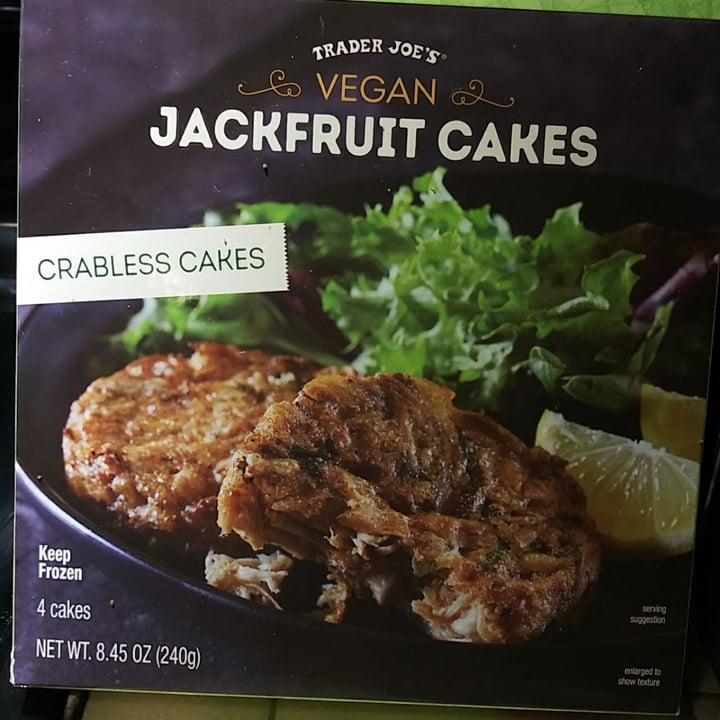 TRADER JOE'S®
VEGAN
JACKFRUIT CAKES
CRABLESS CAKES
Keep
Frozen
4 cakes
NET WT. 8.45 OZ (240g)
serving
suggestion
enlarged to
show texture